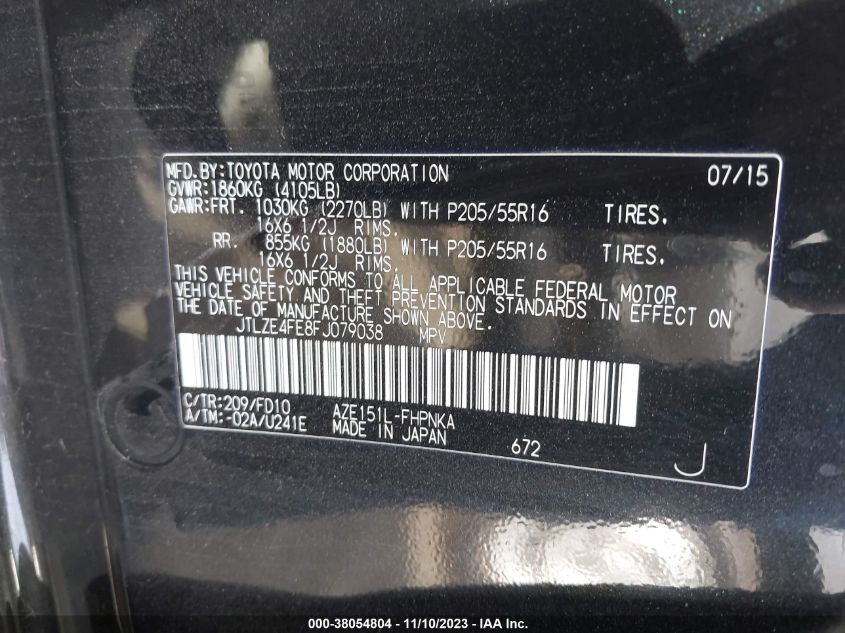 MFD.BY:TOYOTA MOTOR CORPORATION 07/15
GVWR:1860KG (4105LB)
GAWR:FRT. 1030KG (2270LB) WITH P205/55R16 TIRES,
16X6 1/2J RIMS.
RR. 855KG (1880LB) WITH P205/55R16 TIRES,
16X6 1/2J RIMS.
THIS VEHICLE CONFORMS TO ALL APPLICABLE FEDERAL MOTOR
VEHICLE SAFETY AND THEFT PREVENTION STANDARDS IN EFFECT ON
THE DATE OF MANUFACTURE SHOWN ABOVE.
JTLZE4FE8FJ079038 MPV
C/TR:209/FD10 AZE151L-FHPNKA
A/TM:-02A/U241E MADE IN JAPAN
672 J
000-38054804 - 11/10/2023 - IAA Inc.